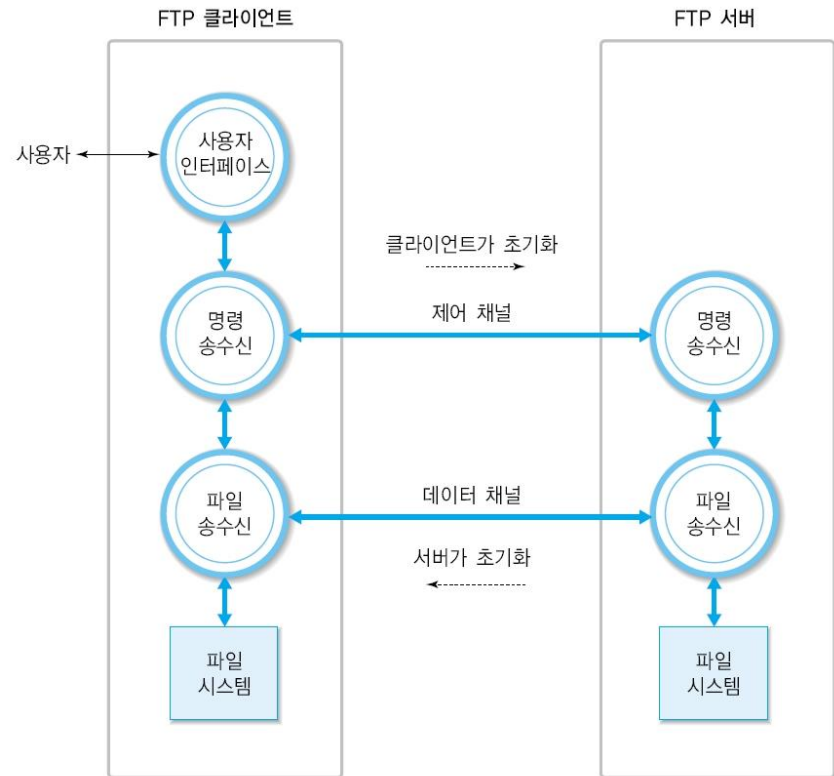 FTP 클라이언트
FTP 서버
사용자
사용자
인터페이스
클라이언트가 초기화
제어 채널
명령
송수신
명령
송수신
데이터 채널
파일
송수신
파일
송수신
서버가 초기화
파일
시스템
파일
시스템